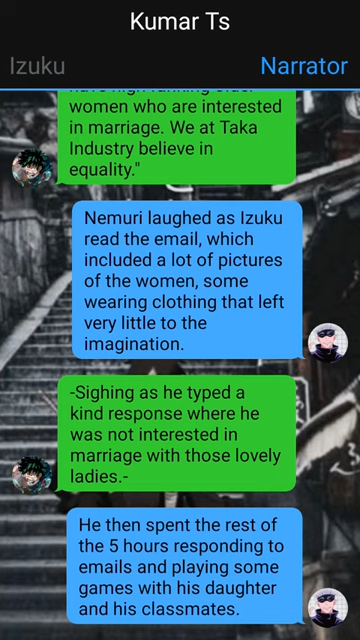 Kumar Ts
Izuku
Narrator
have high ranking older
women who are interested
in marriage. We at Taka
Industry believe in
equality."
Nemuri laughed as Izuku
read the email, which
included a lot of pictures
of the women, some
wearing clothing that left
very little to the
imagination.
-Sighing as he typed a
kind response where he
was not interested in
marriage with those lovely
ladies.-
He then spent the rest of
the 5 hours responding to
emails and playing some
games with his daughter
and his classmates.